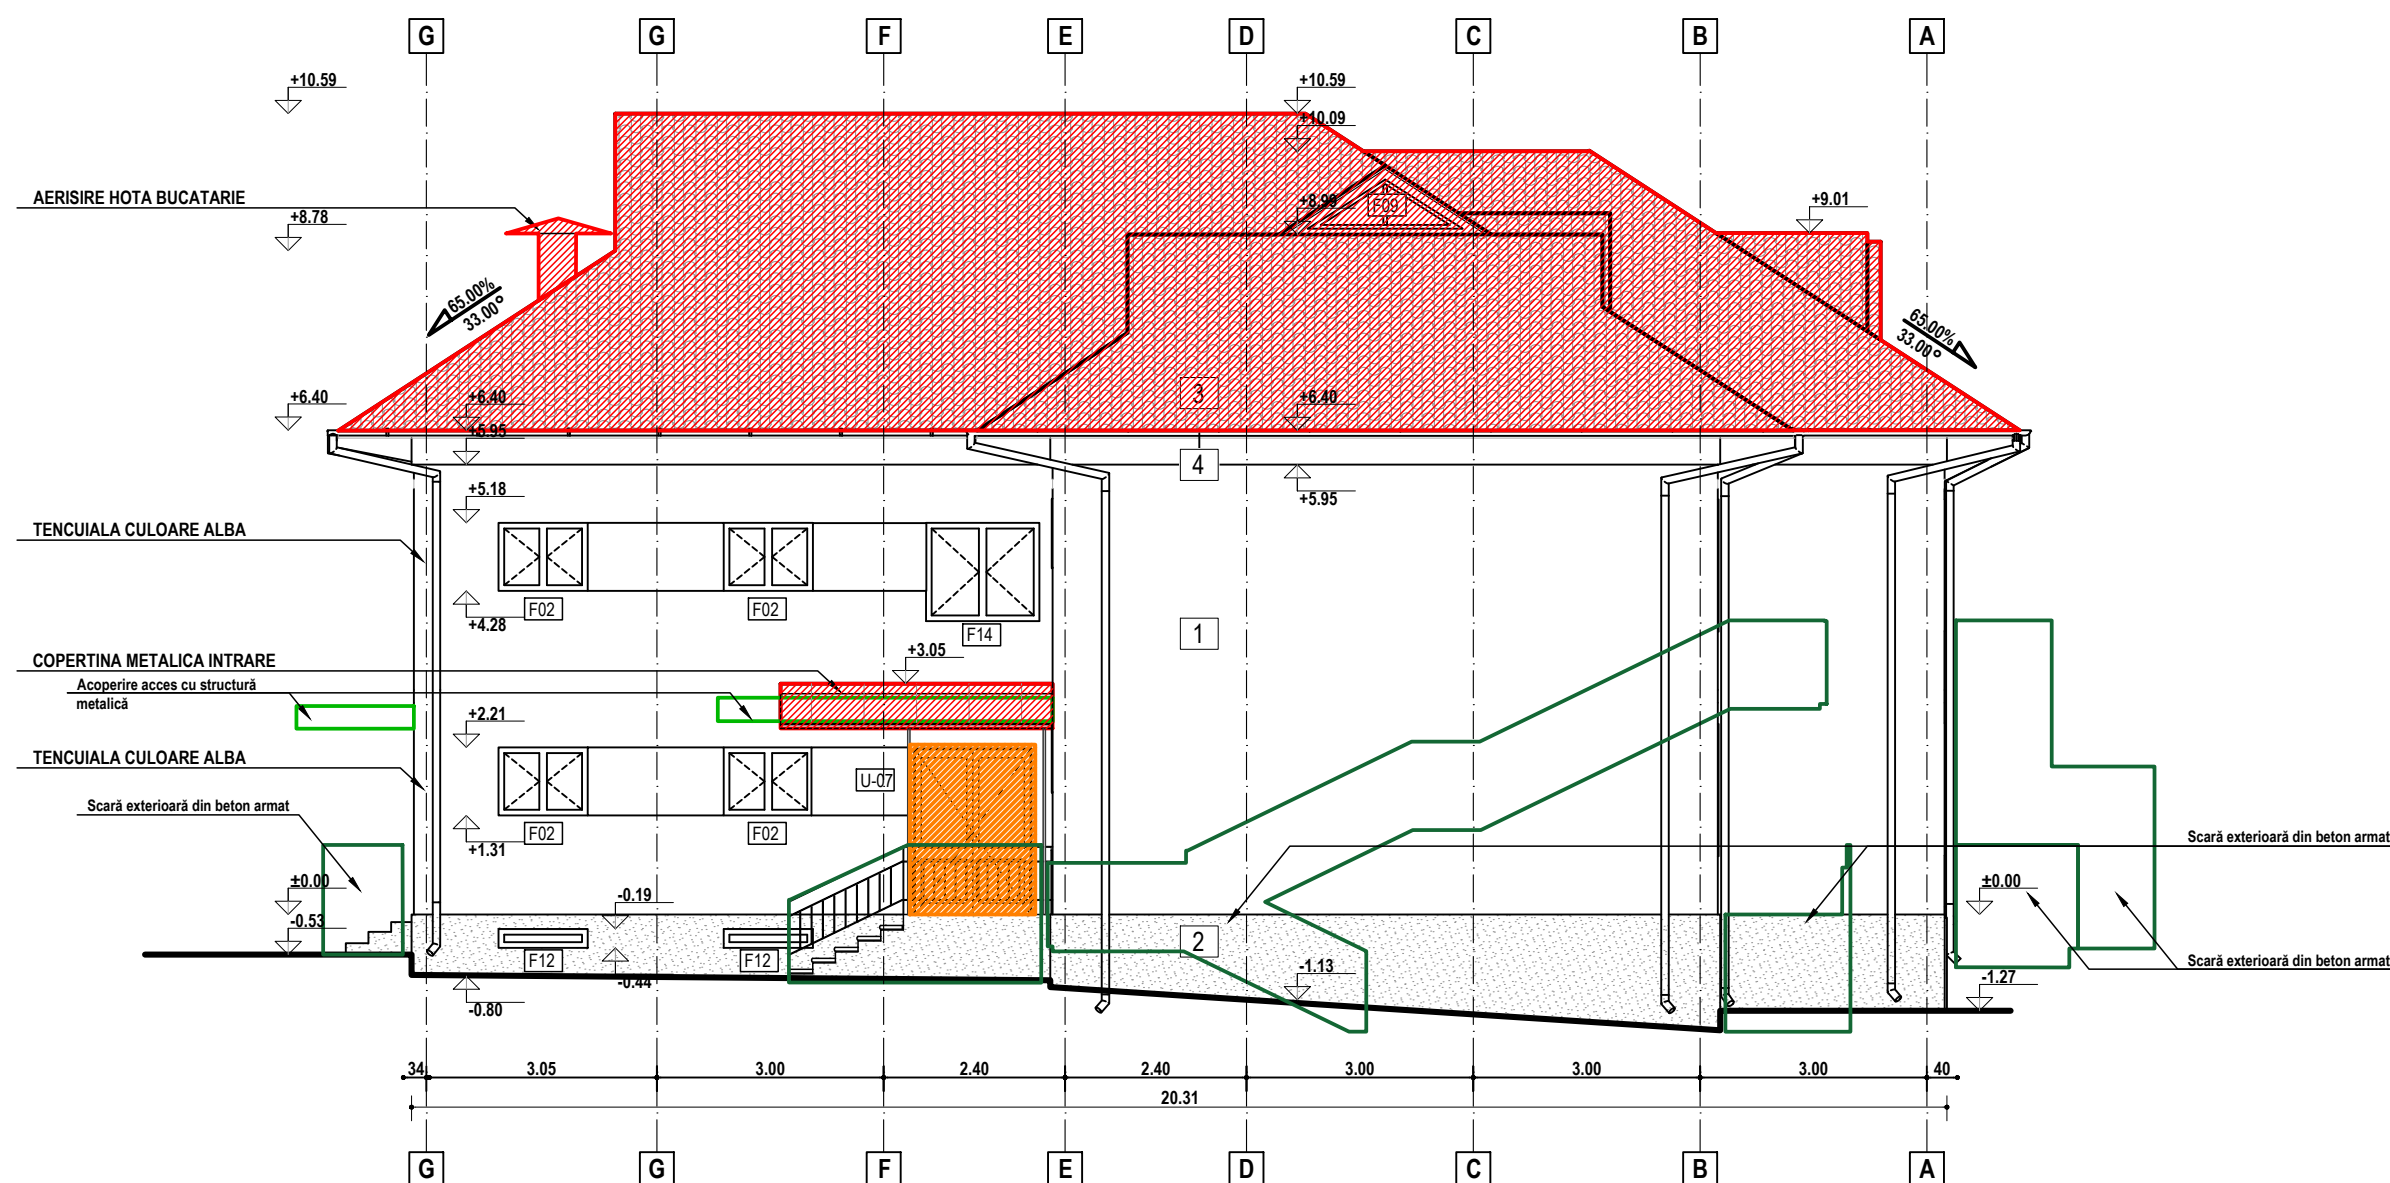 G G F E D C B A
+10.59 +10.59
+10.09
AERISIRE HOTA BUCATARIE
+8.78 +8.99 F09 +9.01
65.00%
33.00°
65.00%
33.00°
+6.40 +6.40 3 +6.40
+5.95 4
+5.18 +5.95
TENCUIALA CULOARE ALBA
F02 F02
+4.28 F14 1
+3.05
COPERTINA METALICA INTRARE
Acoperire acces cu structură
metalică
+2.21
TENCUIALA CULOARE ALBA
U-07
Scară exterioară din beton armat
F02 F02
+1.31
Scară exterioară din beton armat
±0.00 -0.19 ±0.00
-0.53
2
F12 F12
Scară exterioară din beton armat
-0.44 -1.13 -1.27
-0.80
34 3.05 3.00 2.40 2.40 3.00 3.00 3.00 40
20.31
G G F E D C B A